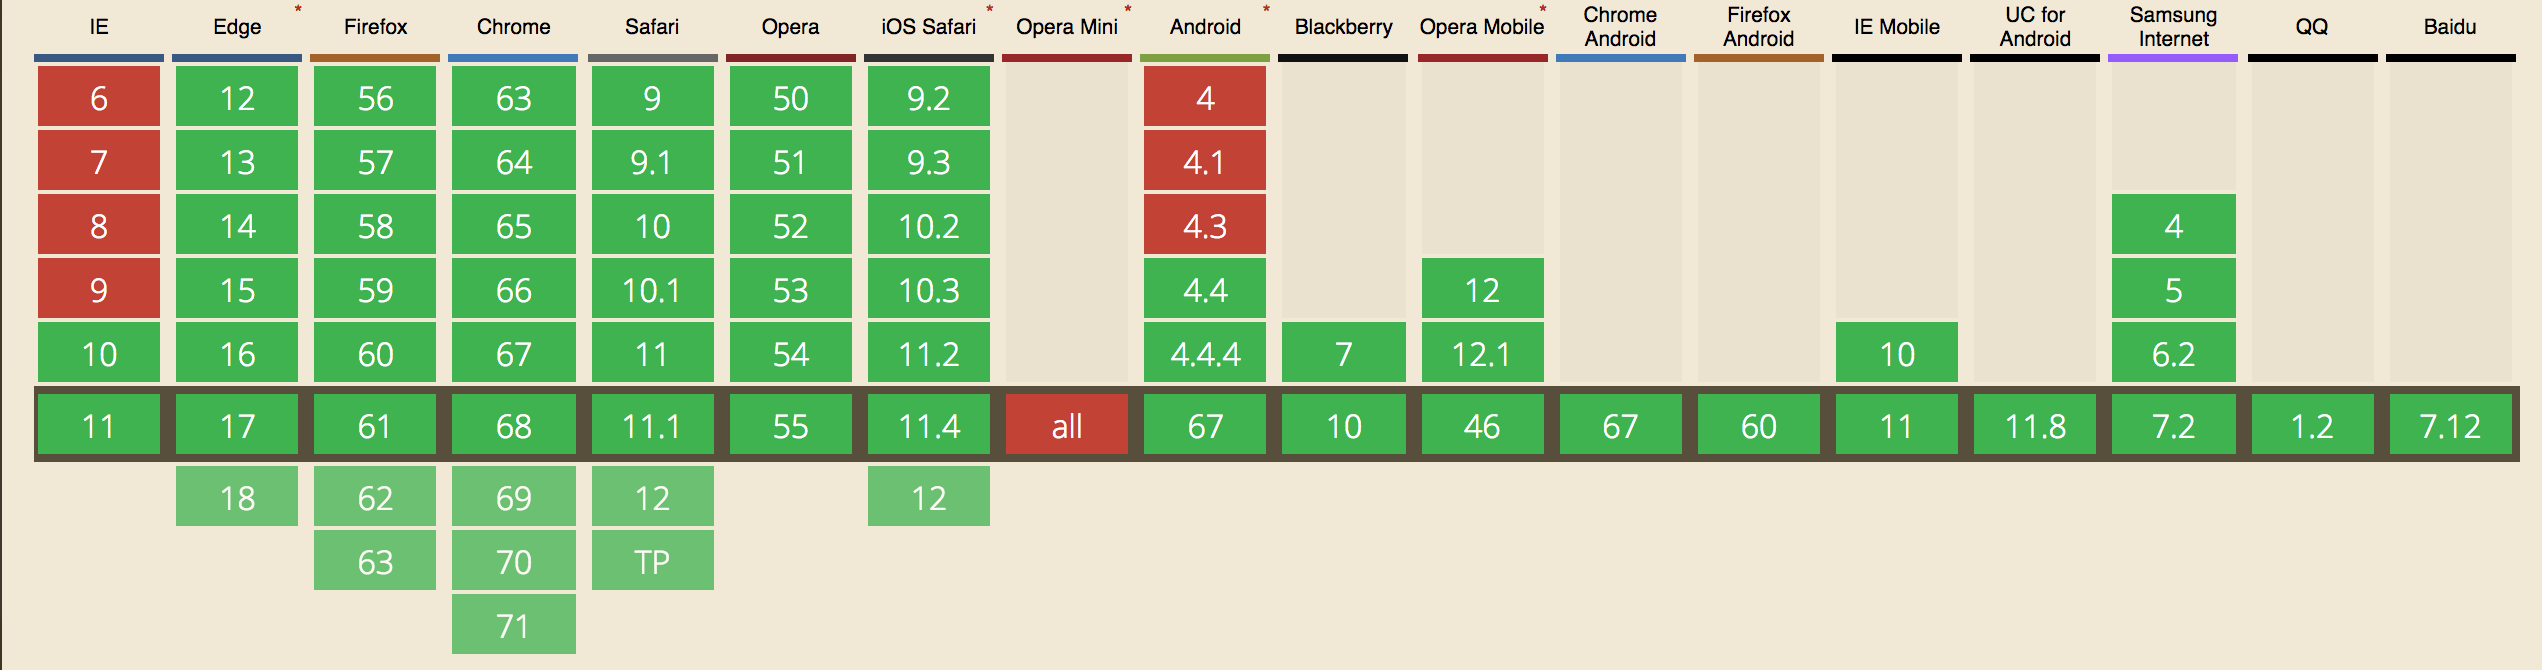 IE Edge * Firefox Chrome Safari Opera iOS Safari * Opera Mini * Android * Blackberry Opera Mobile * Chrome Android Firefox Android IE Mobile UC for Android Samsung Internet QQ Baidu
6 12 56 63 9 50 9.2 4
7 13 57 64 9.1 51 9.3 4.1
8 14 58 65 10 52 10.2 4.3 4
9 15 59 66 10.1 53 10.3 4.4 12 5
10 16 60 67 11 54 11.2 4.4.4 7 12.1 10 6.2
11 17 61 68 11.1 55 11.4 all 67 10 46 67 60 11 11.8 7.2 1.2 7.12
18 62 69 12 12
63 70 TP
71